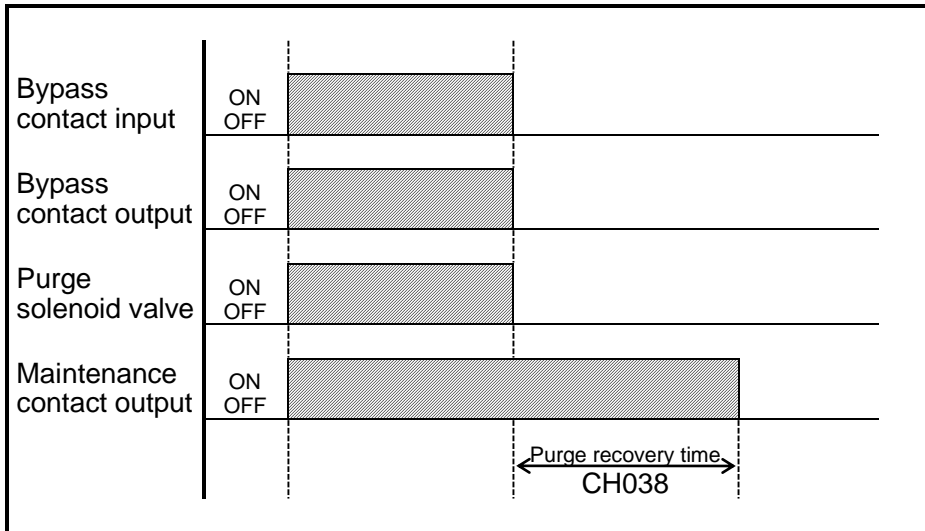 Bypass
contact input
ON
OFF
Bypass
contact output
ON
OFF
Purge
solenoid valve
ON
OFF
Maintenance
contact output
ON
OFF
Purge recovery time
CH038